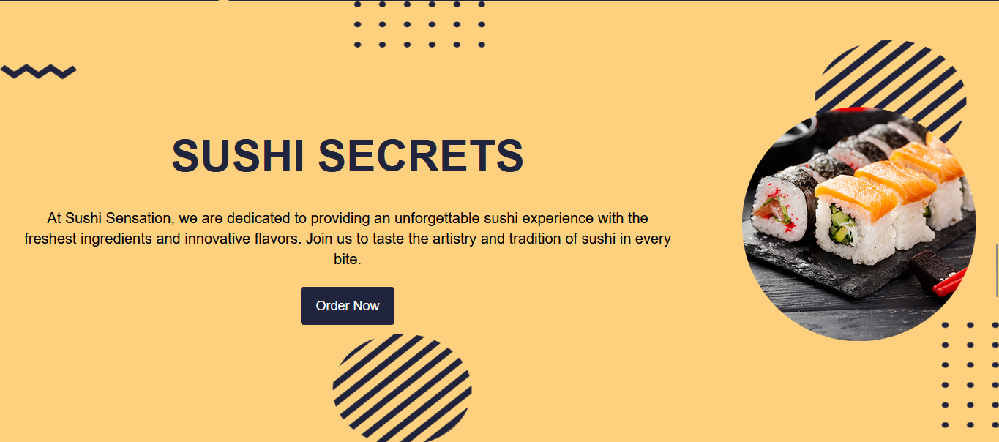 SUSHI SECRETS
At Sushi Sensation, we are dedicated to providing an unforgettable sushi experience with the
freshest ingredients and innovative flavors. Join us to taste the artistry and tradition of sushi in every
bite.
Order Now